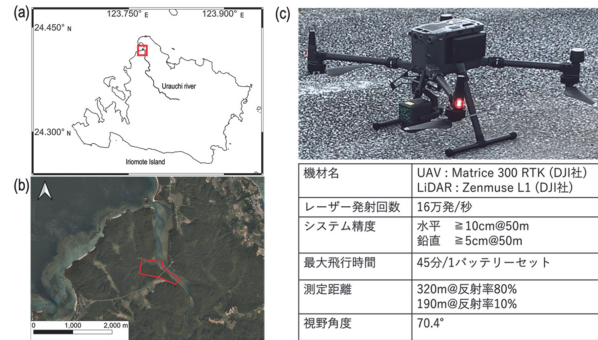 (a)
123.750° E
123.900° E
24.450° N
Urauchi river
24.300° N
Iriomote Island
(b)
0
1,000
2,000 m
(c)
機材名
UAV : Matrice 300 RTK (DJI社)
LiDAR : Zenmuse L1 (DJI社)
レーザー発射回数
16万発/秒
システム精度
水平 ≧10cm@50m
鉛直 ≧5cm@50m
最大飛行時間
45分/1バッテリーセット
測定距離
320m@反射率80%
190m@反射率10%
視野角度
70.4°